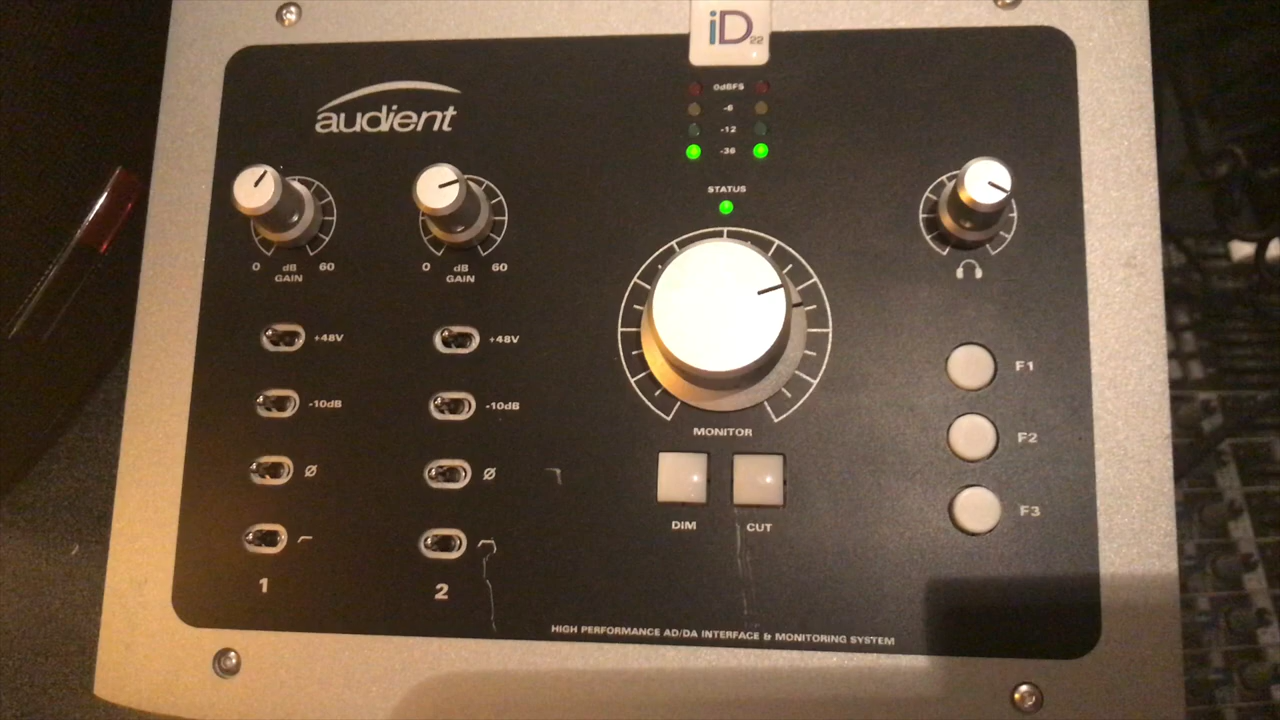 iD22
audient
0dBFS
-6
-12
-36
STATUS
0 dB 60
GAIN
0 dB 60
GAIN
+48V
+48V
-10dB
-10dB
Ø
Ø
1
2
MONITOR
DIM
CUT
F1
F2
F3
HIGH PERFORMANCE AD/DA INTERFACE & MONITORING SYSTEM